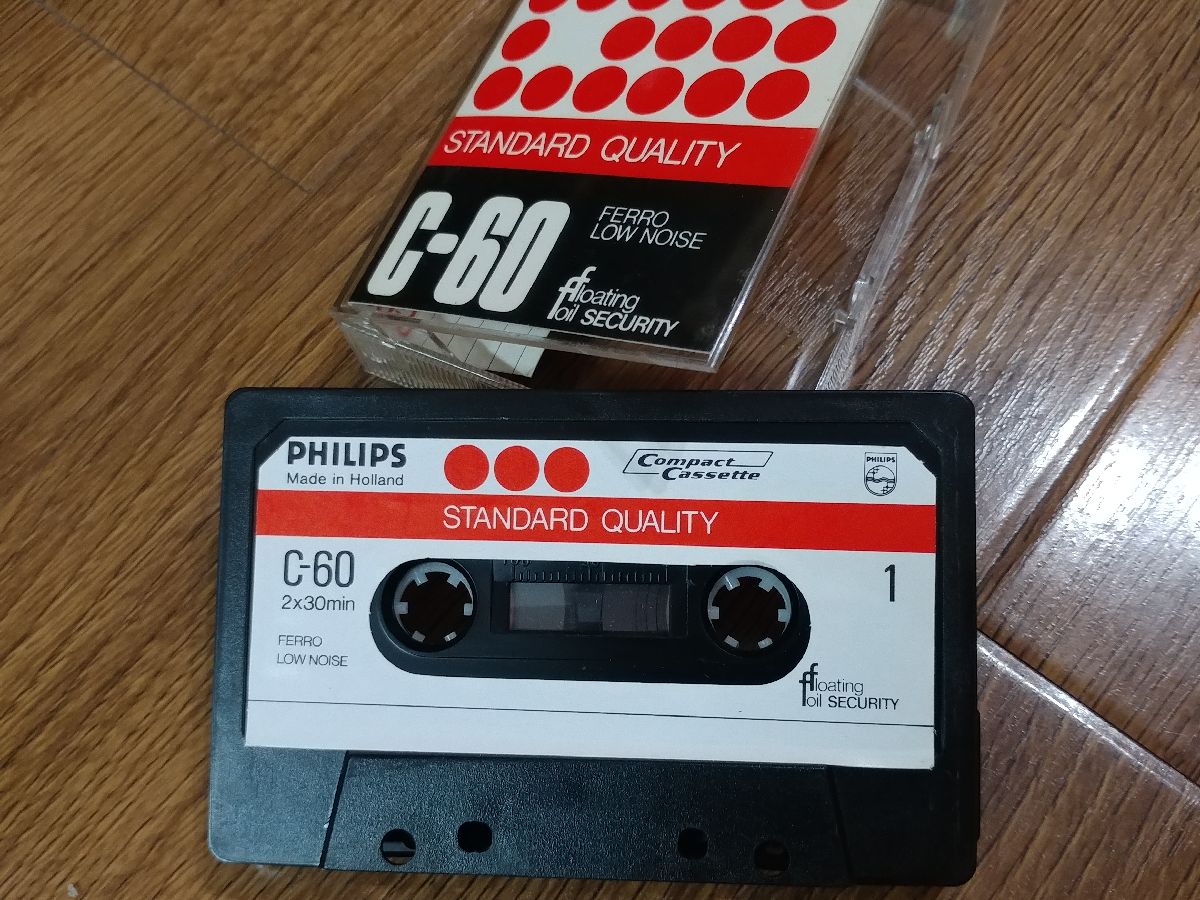 STANDARD QUALITY
C-60
FERRO
LOW NOISE
floating
foil SECURITY
PHILIPS
Made in Holland
Compact
Cassette
PHILIPS
STANDARD QUALITY
C-60
2x30min
1
FERRO
LOW NOISE
floating
foil SECURITY